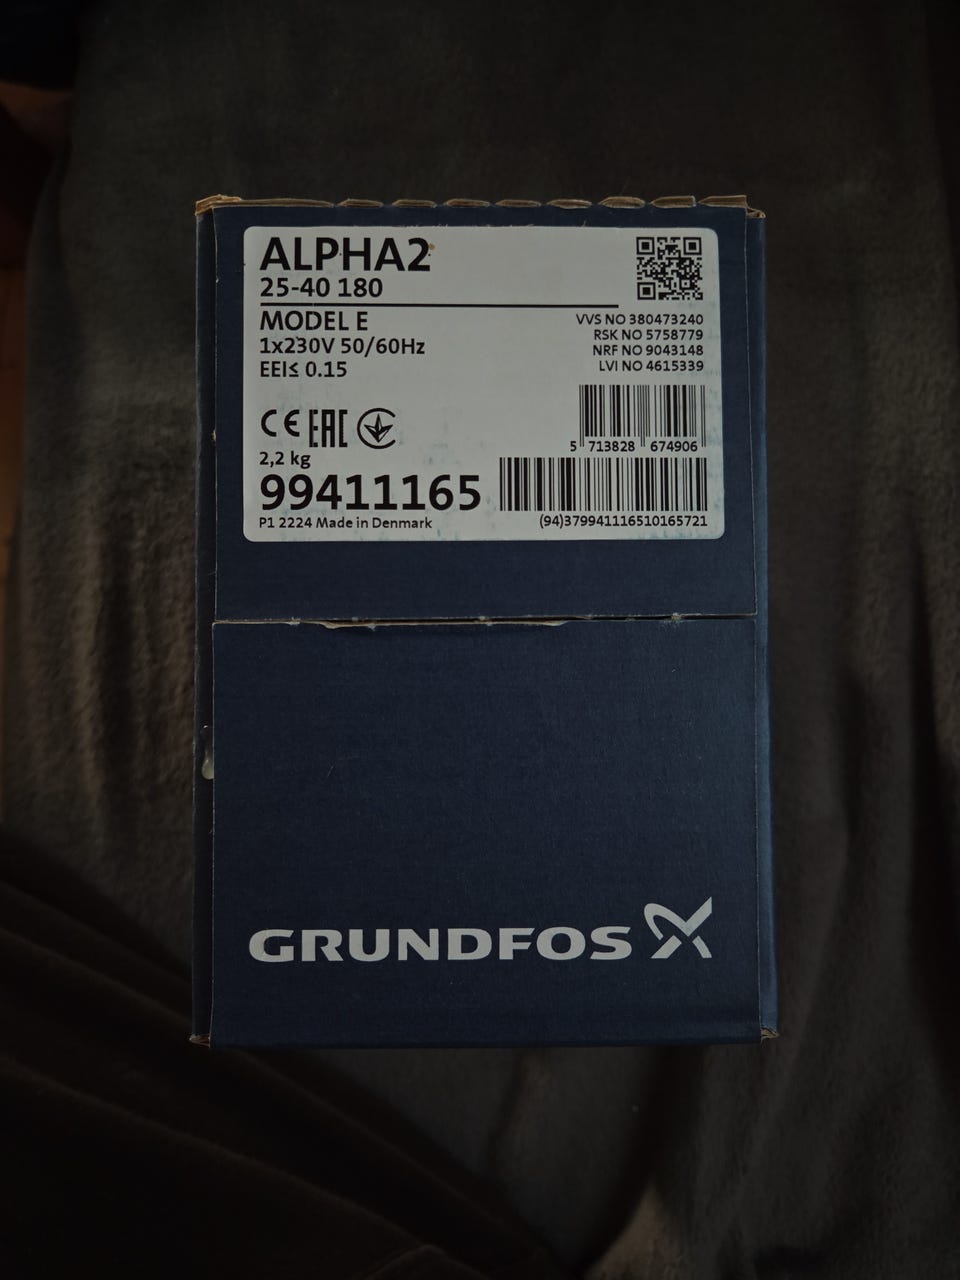 ALPHA2
25-40 180
MODEL E
1x230V 50/60Hz
EEI≤ 0.15
VVS NO 380473240
RSK NO 5758779
NRF NO 9043148
LVI NO 4615339
CE EAC
5 713828 674906
2,2 kg
99411165
P1 2224 Made in Denmark
(94)379941116510165721
GRUNDFOS